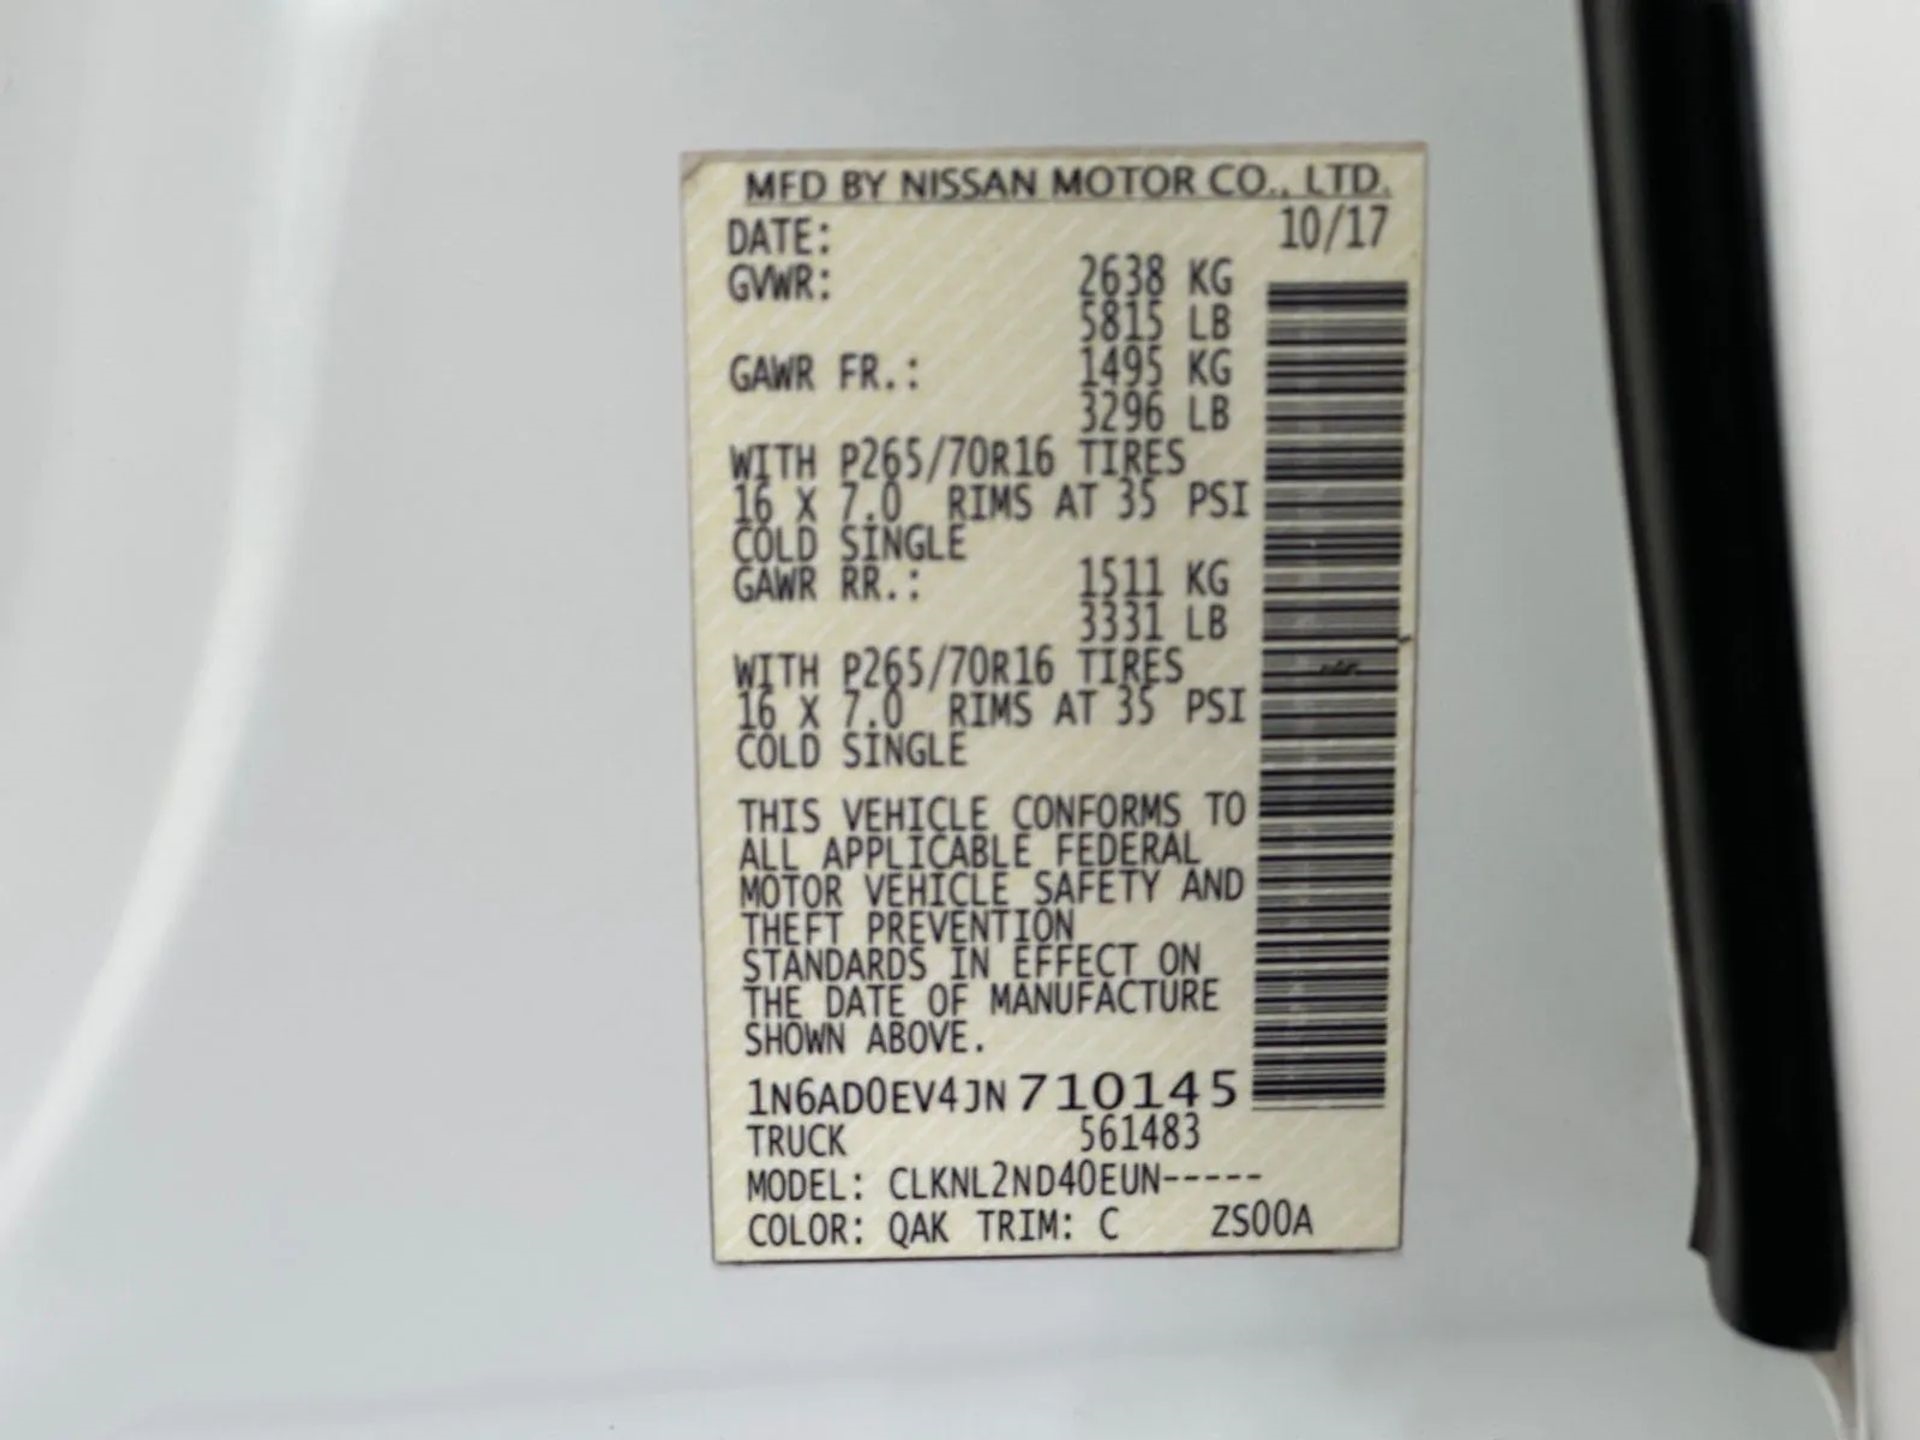 MFD BY NISSAN MOTOR CO., LTD.
DATE: 10/17
GVWR: 2638 KG
5815 LB
GAWR FR.: 1495 KG
3296 LB
WITH P265/70R16 TIRES
16 X 7.0 RIMS AT 35 PSI
COLD SINGLE
GAWR RR.: 1511 KG
3331 LB
WITH P265/70R16 TIRES
16 X 7.0 RIMS AT 35 PSI
COLD SINGLE
THIS VEHICLE CONFORMS TO
ALL APPLICABLE FEDERAL
MOTOR VEHICLE SAFETY AND
THEFT PREVENTION
STANDARDS IN EFFECT ON
THE DATE OF MANUFACTURE
SHOWN ABOVE.
1N6AD0EV4JN710145
TRUCK 561483
MODEL: CLKNL2ND40EUN-----
COLOR: QAK TRIM: C ZS00A